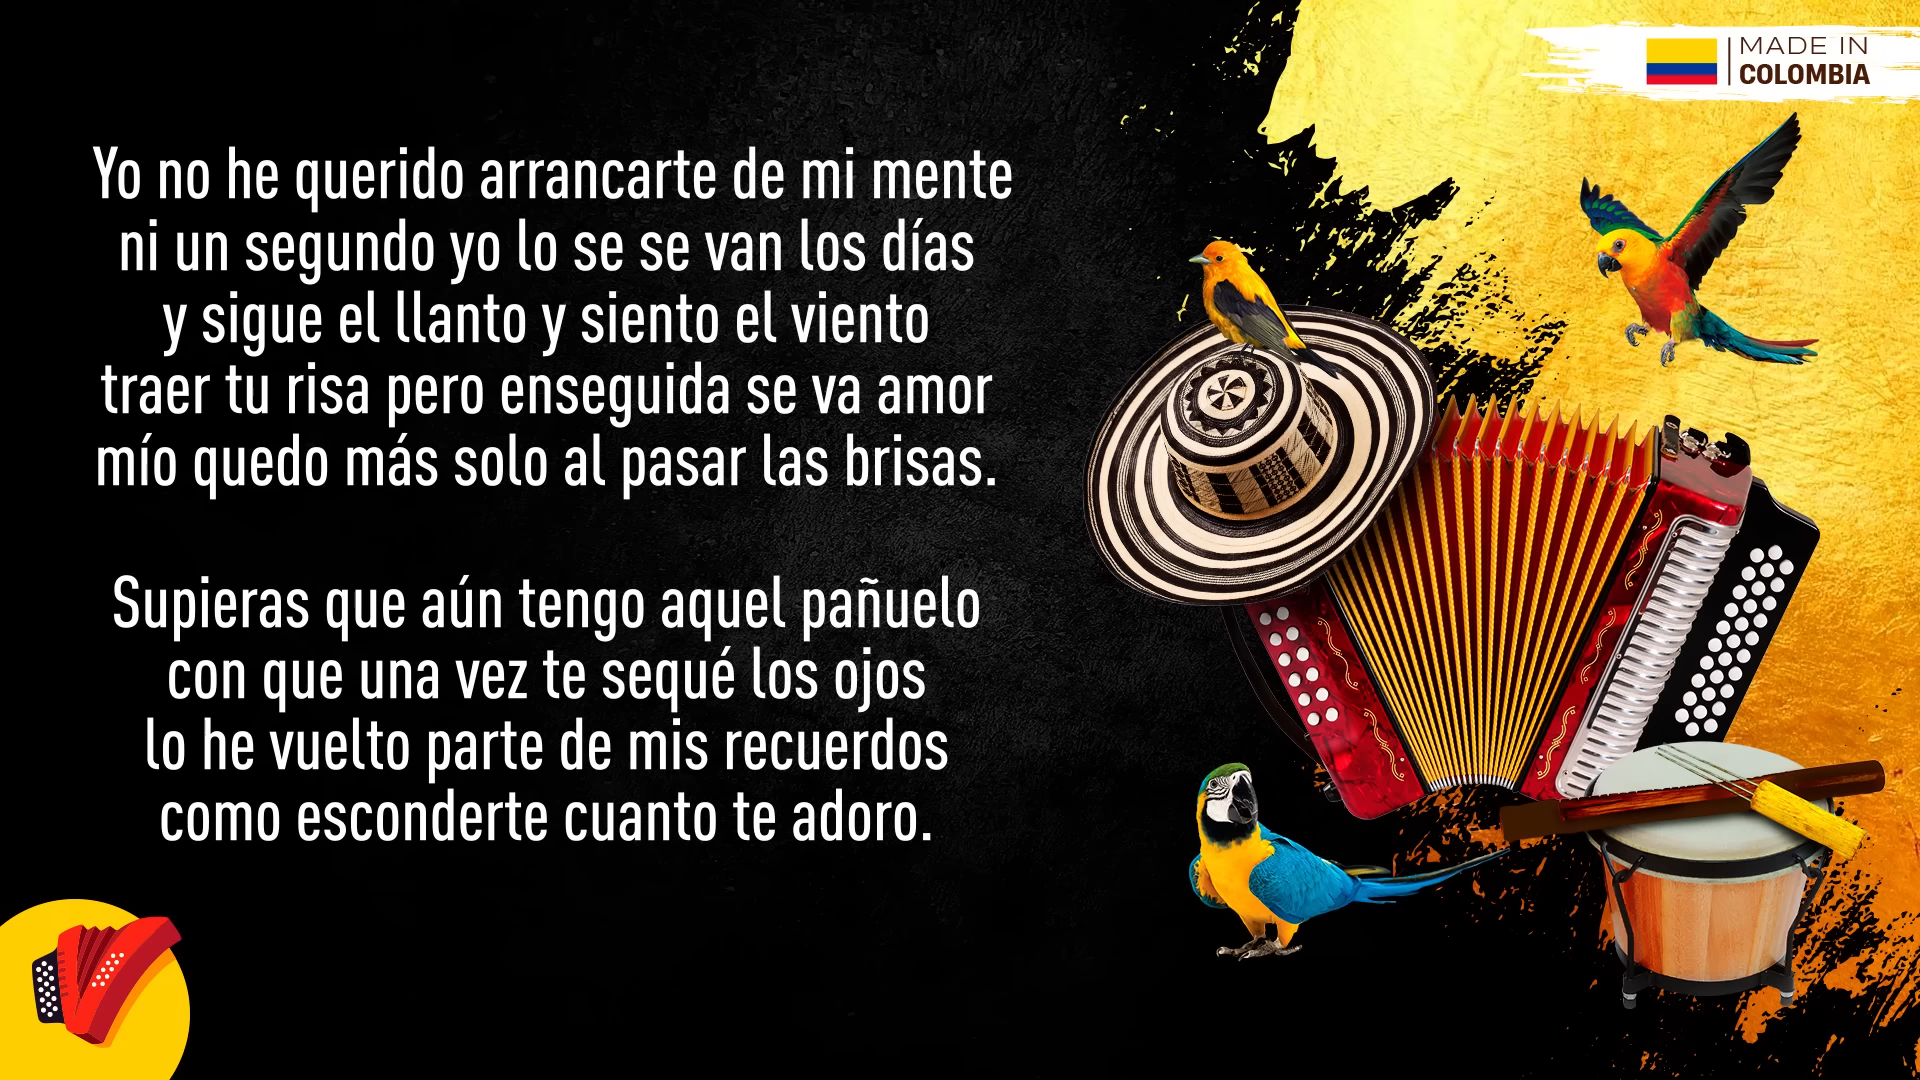 MADE IN
COLOMBIA
Yo no he querido arrancarte de mi mente
ni un segundo yo lo se se van los días
y sigue el llanto y siento el viento
traer tu risa pero enseguida se va amor
mío quedo más solo al pasar las brisas.
Supieras que aún tengo aquel pañuelo
con que una vez te sequé los ojos
lo he vuelto parte de mis recuerdos
como esconderte cuanto te adoro.